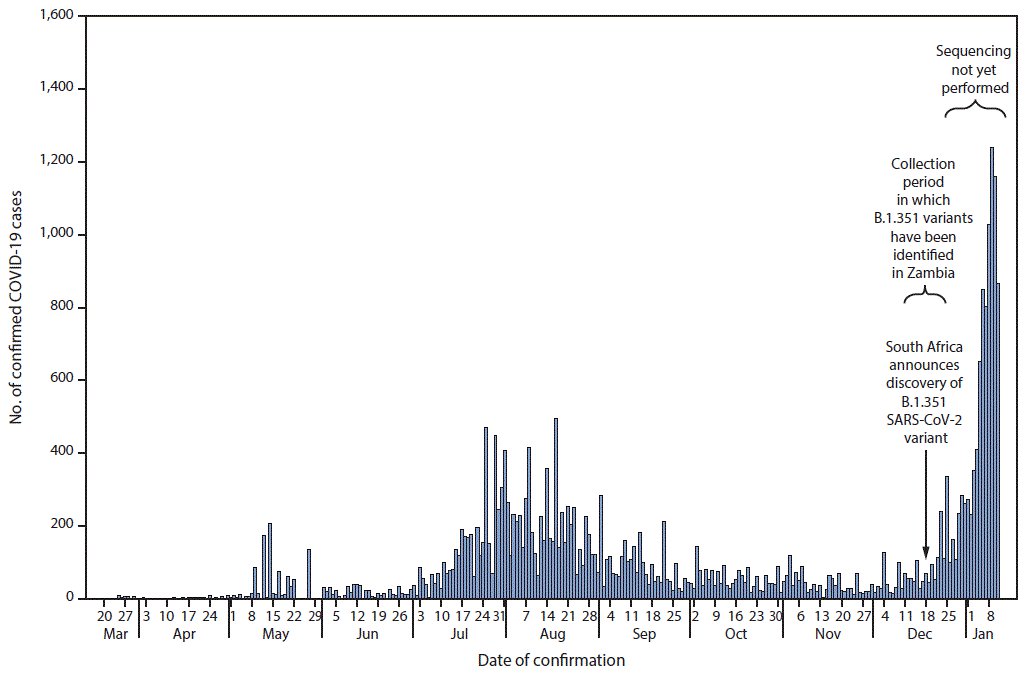 1,600
1,400
1,200
1,000
800
600
400
200
0
No. of confirmed COVID-19 cases
Sequencing
not yet
performed
Collection
period
in which
B.1.351 variants
have been
identified
in Zambia
South Africa
announces
discovery of
B.1.351
SARS-CoV-2
variant
20 27 3 10 17 24 1 8 15 22 29 5 12 19 26 3 10 17 24 31 7 14 21 28 4 11 18 25 2 9 16 23 30 6 13 20 27 4 11 18 25 1 8
Mar Apr May Jun Jul Aug Sep Oct Nov Dec Jan
Date of confirmation